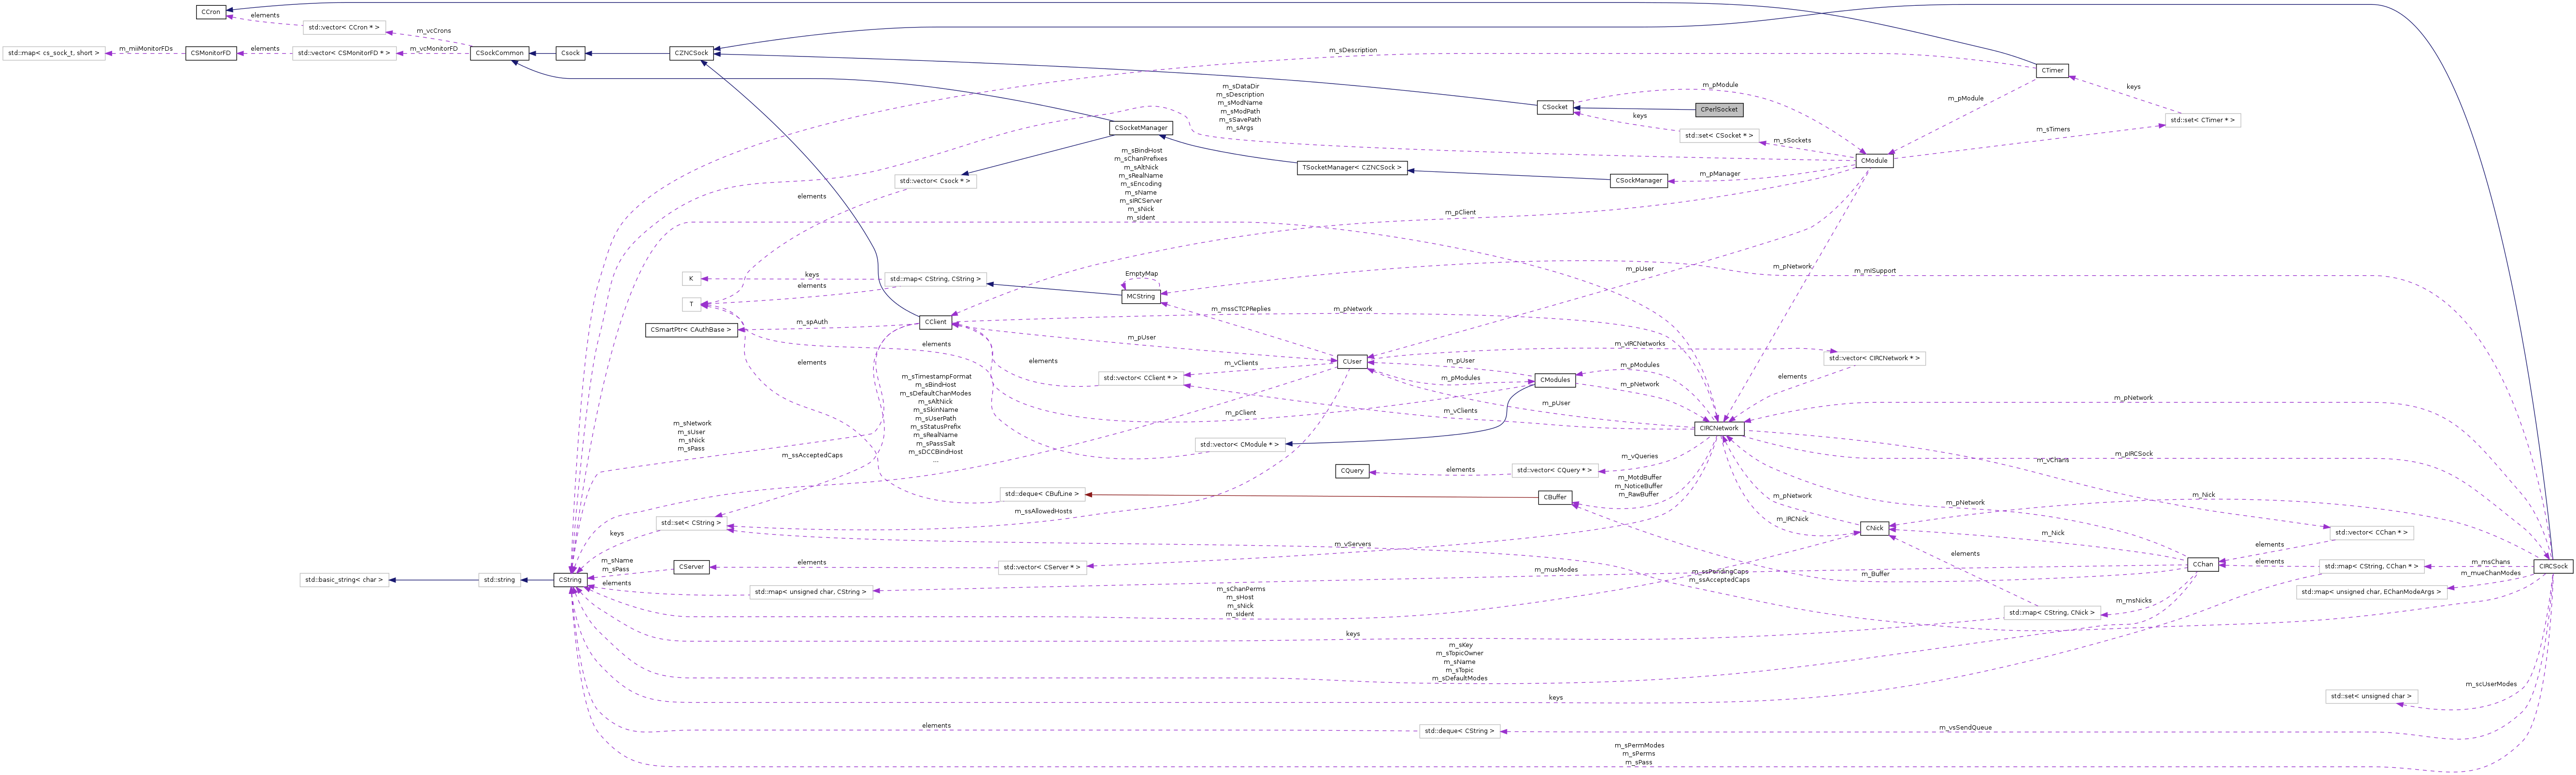 CCron
elements
std::vector< CCron * >
m_vcCrons
std::map< cs_sock_t, short >
m_miiMonitorFDs
CSMonitorFD
elements
std::vector< CSMonitorFD * >
m_vcMonitorFD
CSockCommon
Csock
CZNCSock
m_sDescription
CTimer
m_pModule
m_pModule
keys
std::set< CTimer * >
m_sTimers
CSocket
CPerlSocket
keys
std::set< CSocket * >
m_sSockets
CModule
m_sDataDir
m_sDescription
m_sModName
m_sModPath
m_sSavePath
m_sArgs
CSocketManager
TSocketManager< CZNCSock >
CSockManager
m_pManager
m_sBindHost
m_sChanPrefixes
m_sAltNick
m_sRealName
m_sEncoding
m_sName
m_sIRCServer
m_sNick
m_sIdent
std::vector< Csock * >
elements
m_pClient
m_pUser
m_pNetwork
m_miSupport
K
keys
std::map< CString, CString >
elements
EmptyMap
MCString
T
CSmartPtr< CAuthBase >
m_spAuth
CClient
m_mssCTCPReplies
m_pNetwork
m_pUser
elements
elements
elements
CUser
m_vIRCNetworks
std::vector< CIRCNetwork * >
elements
m_vClients
std::vector< CClient * >
m_pUser
m_pModules
CModules
m_pModules
m_pNetwork
m_pUser
m_vClients
m_pClient
m_sTimestampFormat
m_sBindHost
m_sDefaultChanModes
m_sAltNick
m_sSkinName
m_sUserPath
m_sStatusPrefix
m_sRealName
m_sPassSalt
m_sDCCBindHost
...
m_sNetwork
m_sUser
m_sNick
m_sPass
m_ssAcceptedCaps
std::vector< CModule * >
CIRCNetwork
m_pNetwork
m_vQueries
CQuery
elements
std::vector< CQuery * >
m_vChans
m_pIRCSock
m_MotdBuffer
m_NoticeBuffer
m_RawBuffer
std::deque< CBufLine >
CBuffer
m_pNetwork
m_pNetwork
m_Nick
m_ssAllowedHosts
std::set< CString >
m_IRCNick
CNick
m_Nick
std::vector< CChan * >
elements
keys
m_vServers
elements
m_sName
m_sPass
CServer
elements
std::vector< CServer * >
m_musModes
m_ssPendingCaps
m_ssAcceptedCaps
m_Buffer
CChan
elements
std::map< CString, CChan * >
m_msChans
CIRCSock
m_mueChanModes
std::map< unsigned char, EChanModeArgs >
std::basic_string< char >
std::string
CString
elements
std::map< unsigned char, CString >
m_sChanPerms
m_sHost
m_sNick
m_sIdent
m_msNicks
std::map< CString, CNick >
keys
m_sKey
m_sTopicOwner
m_sName
m_sTopic
m_sDefaultModes
keys
m_scUserModes
std::set< unsigned char >
elements
std::deque< CString >
m_vsSendQueue
m_sPermModes
m_sPerms
m_sPass